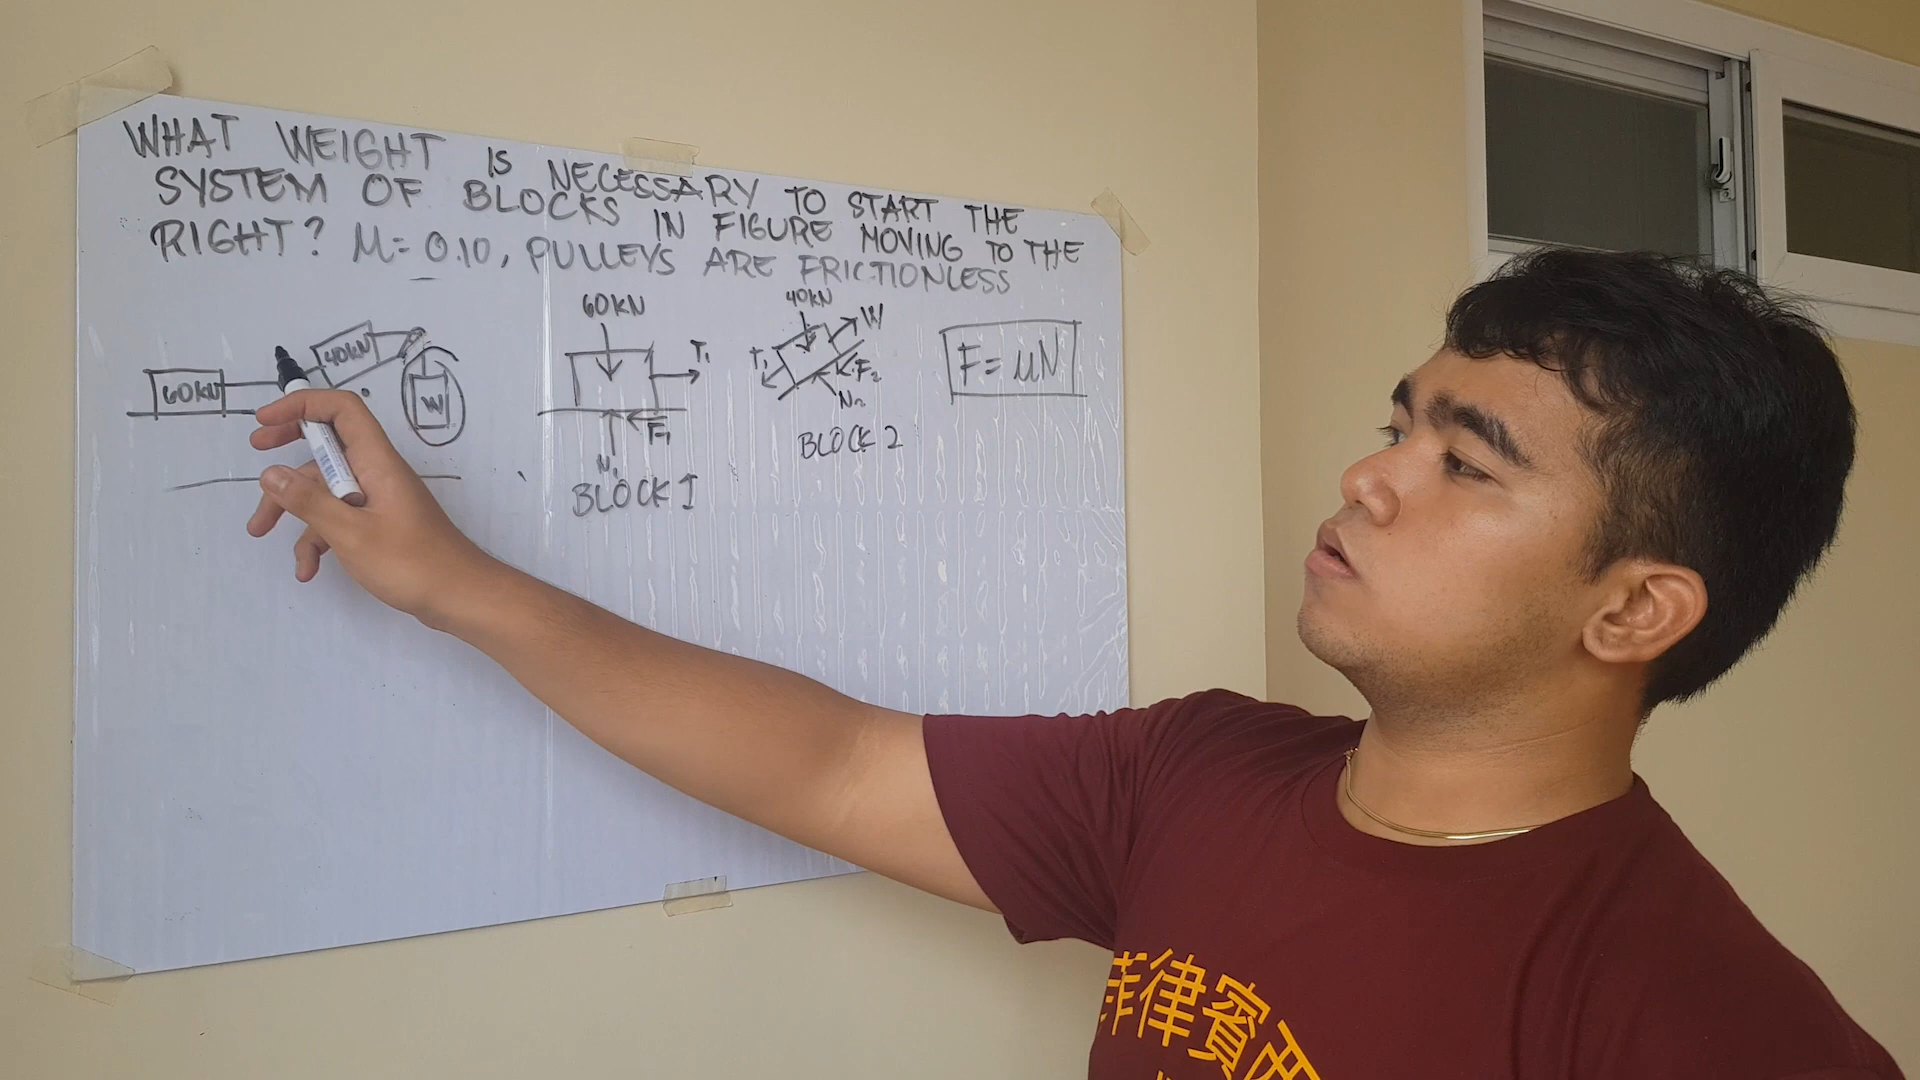 WHAT WEIGHT IS NECESSARY TO START THE
SYSTEM OF BLOCKS IN FIGURE MOVING TO THE
RIGHT? M = 0.10, PULLEYS ARE FRICTIONLESS
60KN
40KN
W
60KN
T₁
F₁
N₁
BLOCK I
40KN
W
T₁
F₂
N₂
BLOCK 2
F = μN
菲律賓西